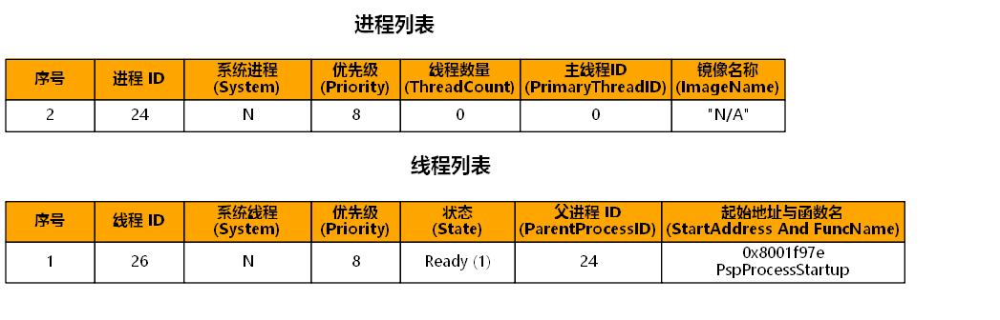 进程列表
序号 进程 ID 系统进程 (System) 优先级 (Priority) 线程数量 (ThreadCount) 主线程ID (PrimaryThreadID) 镜像名称 (ImageName)
2 24 N 8 0 0 "N/A"
线程列表
序号 线程 ID 系统线程 (System) 优先级 (Priority) 状态 (State) 父进程 ID (ParentProcessID) 起始地址与函数名 (StartAddress And FuncName)
1 26 N 8 Ready (1) 24 0x8001f97e PspProcessStartup